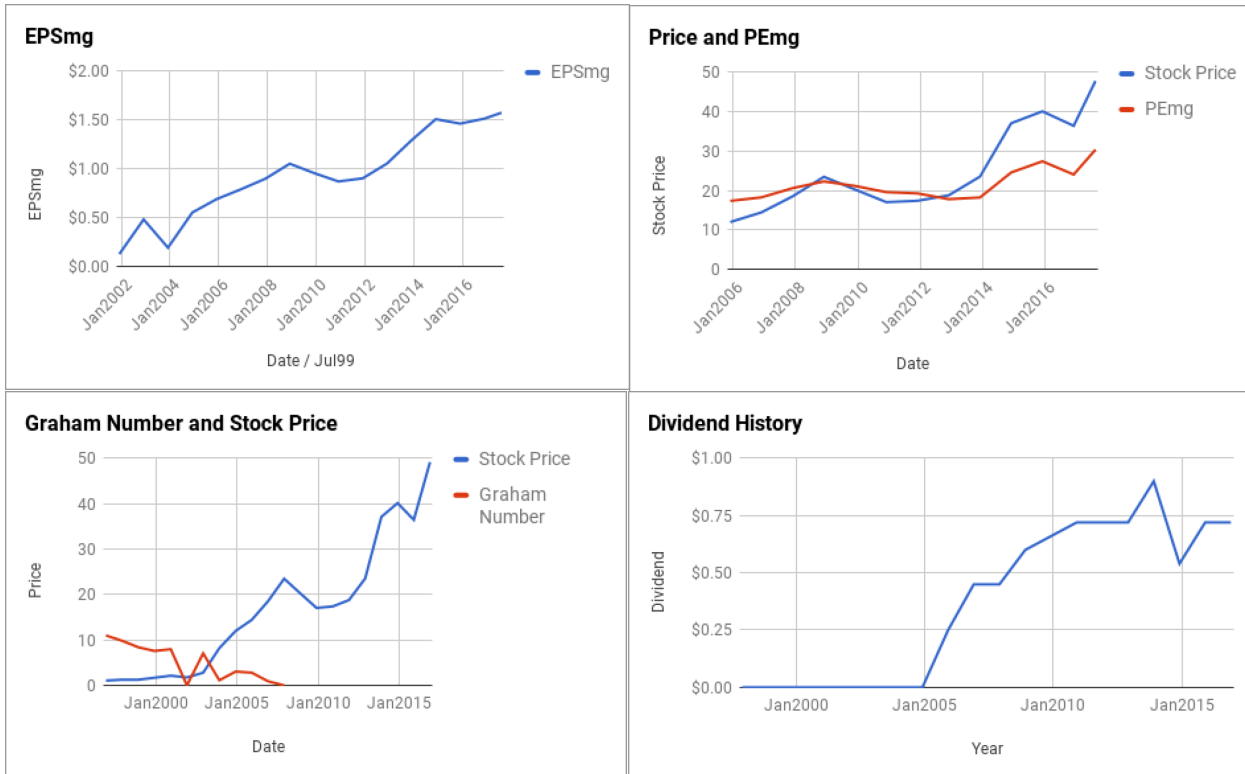 EPSmg
$2.00
$1.50
$1.00
$0.50
$0.00
EPSmg
EPSmg
Jan2002
Jan2004
Jan2006
Jan2008
Jan2010
Jan2012
Jan2014
Jan2016
Date / Jul99
Price and PEmg
50
40
30
20
10
0
Stock Price
Stock Price
PEmg
Jan2006
Jan2008
Jan2010
Jan2012
Jan2014
Jan2016
Date
Graham Number and Stock Price
50
40
30
20
10
0
Price
Stock Price
Graham
Number
Jan2000
Jan2005
Jan2010
Jan2015
Date
Dividend History
$1.00
$0.75
$0.50
$0.25
$0.00
Dividend
Jan2000
Jan2005
Jan2010
Jan2015
Year